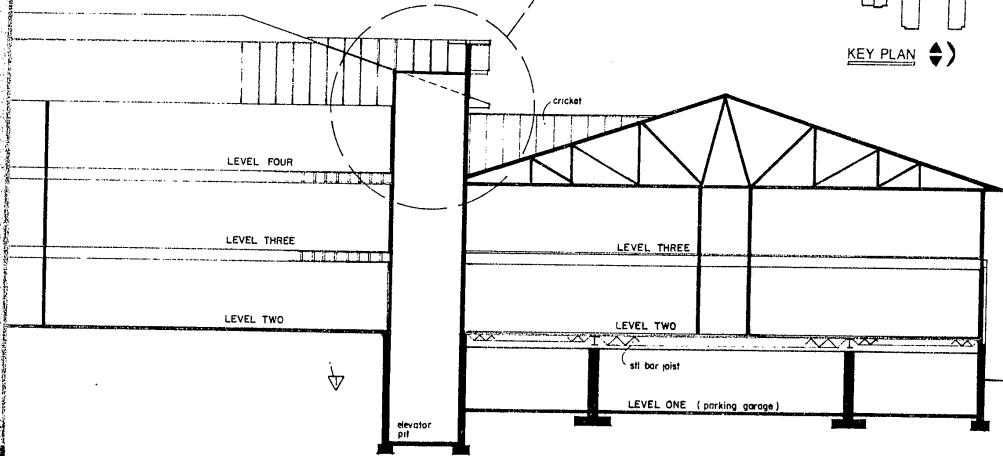 KEY PLAN
cricket
LEVEL FOUR
LEVEL THREE
LEVEL THREE
LEVEL TWO
LEVEL TWO
stl bar joist
LEVEL ONE (parking garage)
elevator
pit